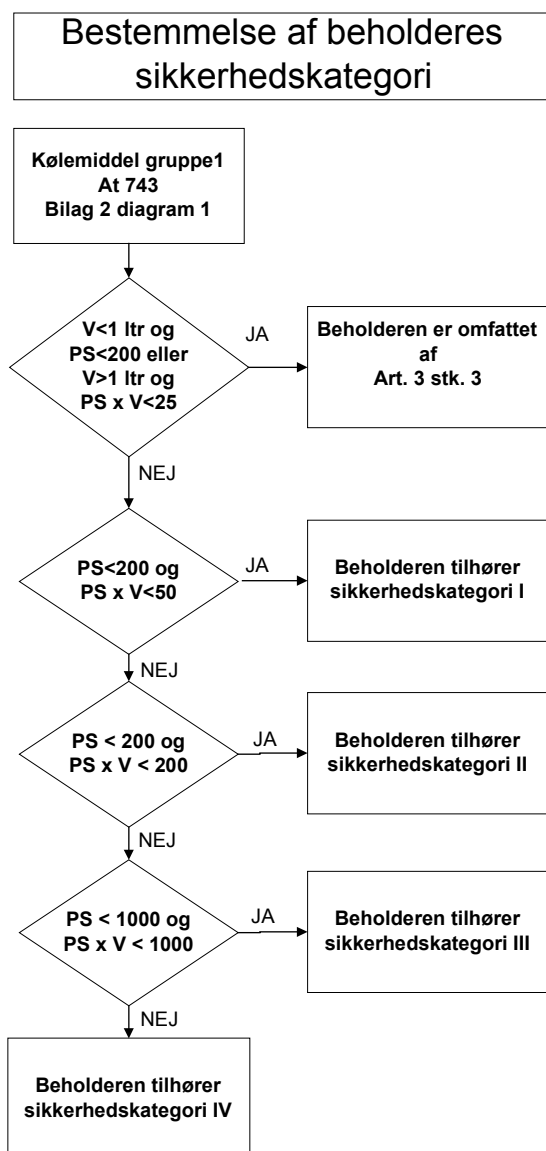 Bestemmelse af beholderes
sikkerhedskategori
Kølemiddel gruppe1
At 743
Bilag 2 diagram 1
V<1 ltr og
PS<200 eller
V>1 ltr og
PS x V<25
JA
Beholderen er omfattet
af
Art. 3 stk. 3
NEJ
PS<200 og
PS x V<50
JA
Beholderen tilhører
sikkerhedskategori I
NEJ
PS < 200 og
PS x V < 200
JA
Beholderen tilhører
sikkerhedskategori II
NEJ
PS < 1000 og
PS x V < 1000
JA
Beholderen tilhører
sikkerhedskategori III
NEJ
Beholderen tilhører
sikkerhedskategori IV